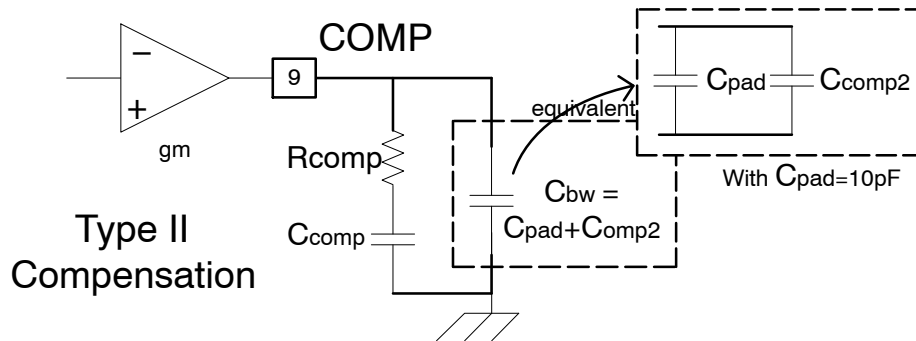 COMP
−
+
9
gm
Rcomp
Ccomp
Type II
Compensation
equivalent
Cbw =
Cpad+Comp2
Cpad
Ccomp2
With Cpad=10pF